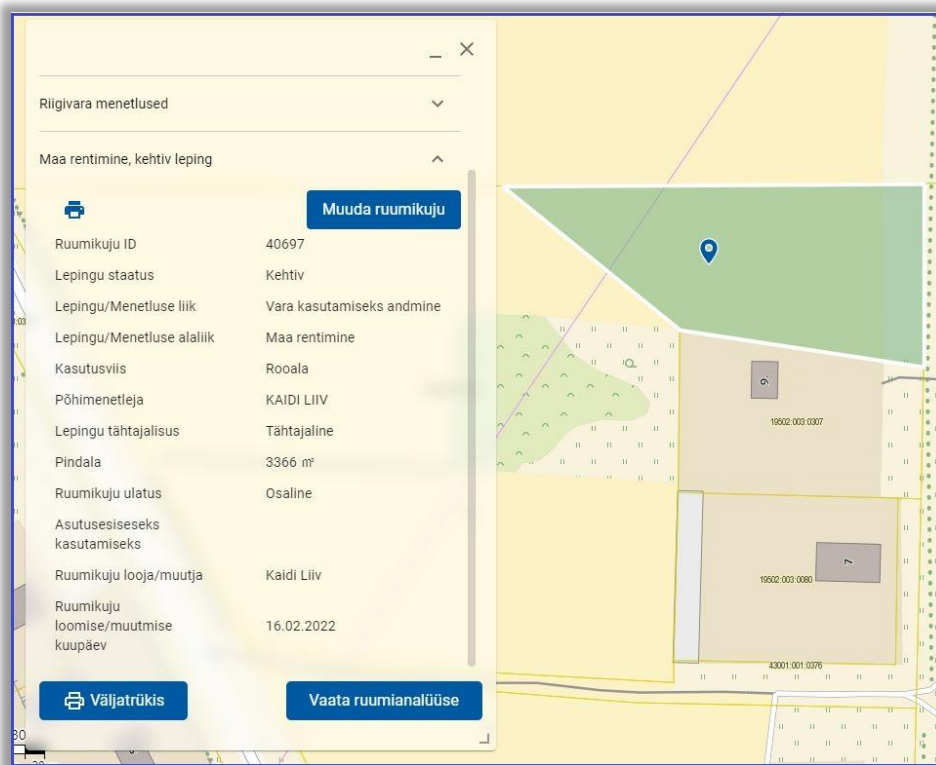 Riigivara menetlused
Maa rentimine, kehtiv leping
Muuda ruumikuju
Ruumikuju ID 40697
Lepingu staatus Kehtiv
Lepingu/Menetluse liik Vara kasutamiseks andmine
Lepingu/Menetluse alaliik Maa rentimine
Kasutusviis Rooala
Põhimenetleja KAIDI LIIV
Lepingu tähtajalisus Tähtajaline
Pindala 3366 m²
Ruumikuju ulatus Osaline
Asutusesiseseks
kasutamiseks
Ruumikuju looja/muutja Kaidi Liiv
Ruumikuju
loomise/muutmise
kuupäev 16.02.2022
Väljatrükis
Vaata ruumianalüüse
9
19502:003:0307
7
19502:003:0080
43001:001:0376